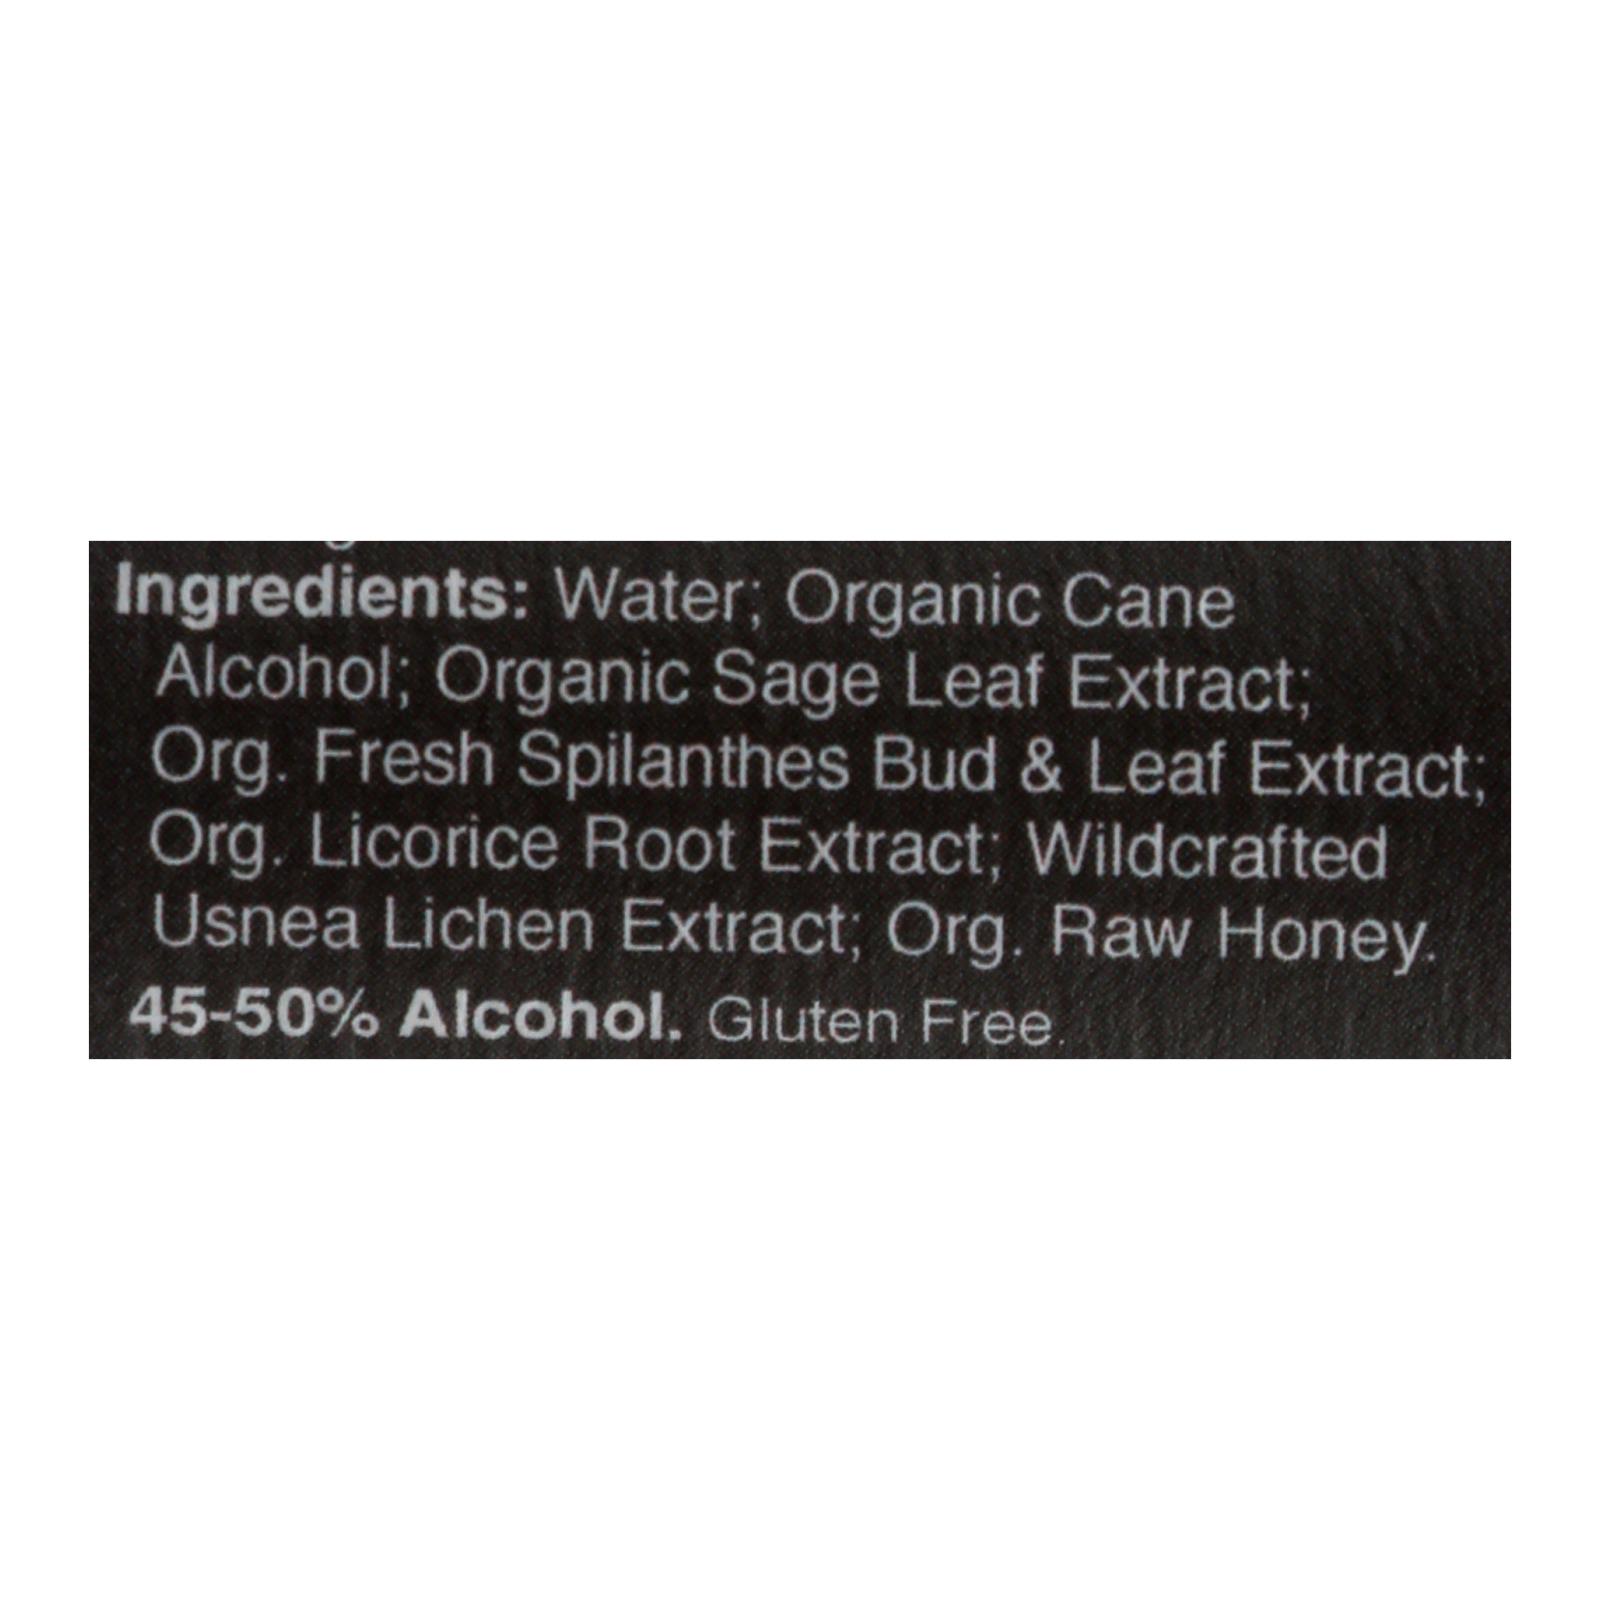 Ingredients: Water; Organic Cane
Alcohol; Organic Sage Leaf Extract;
Org. Fresh Spilanthes Bud & Leaf Extract;
Org. Licorice Root Extract; Wildcrafted
Usnea Lichen Extract; Org. Raw Honey.
45-50% Alcohol. Gluten Free.